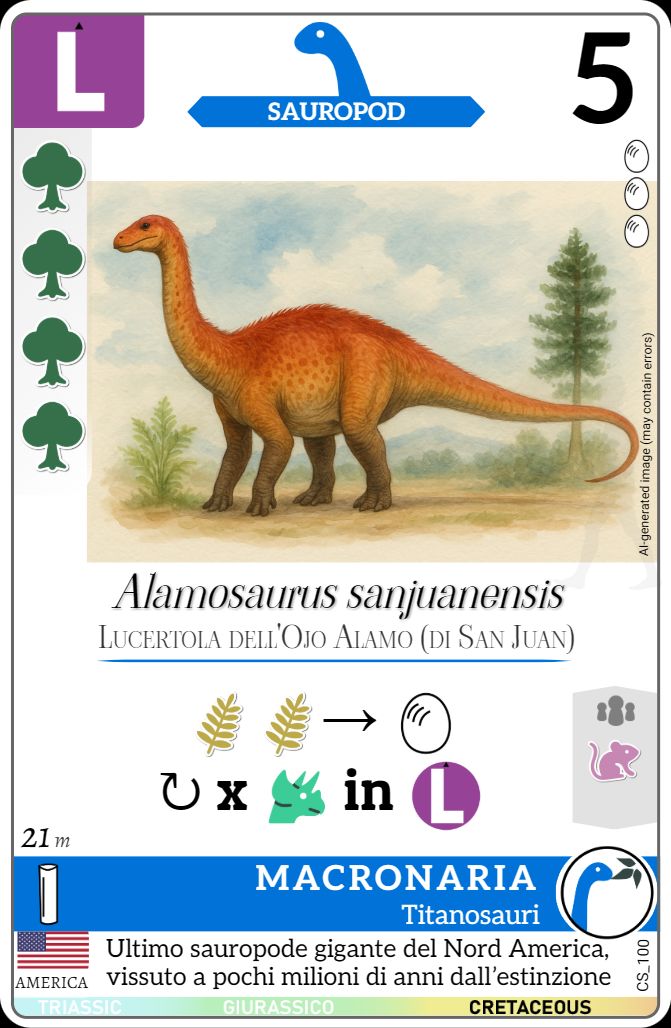 L
SAUROPOD
5
AI-generated image (may contain errors)
Alamosaurus sanjuanensis
Lucertola dell'Ojo Alamo (di San Juan)
→
↻ x in L
21 m
MACRONARIA
Titanosauri
AMERICA
Ultimo sauropode gigante del Nord America,
vissuto a pochi milioni di anni dall’estinzione
CS_100
TRIASSIC GIURASSICO CRETACEOUS